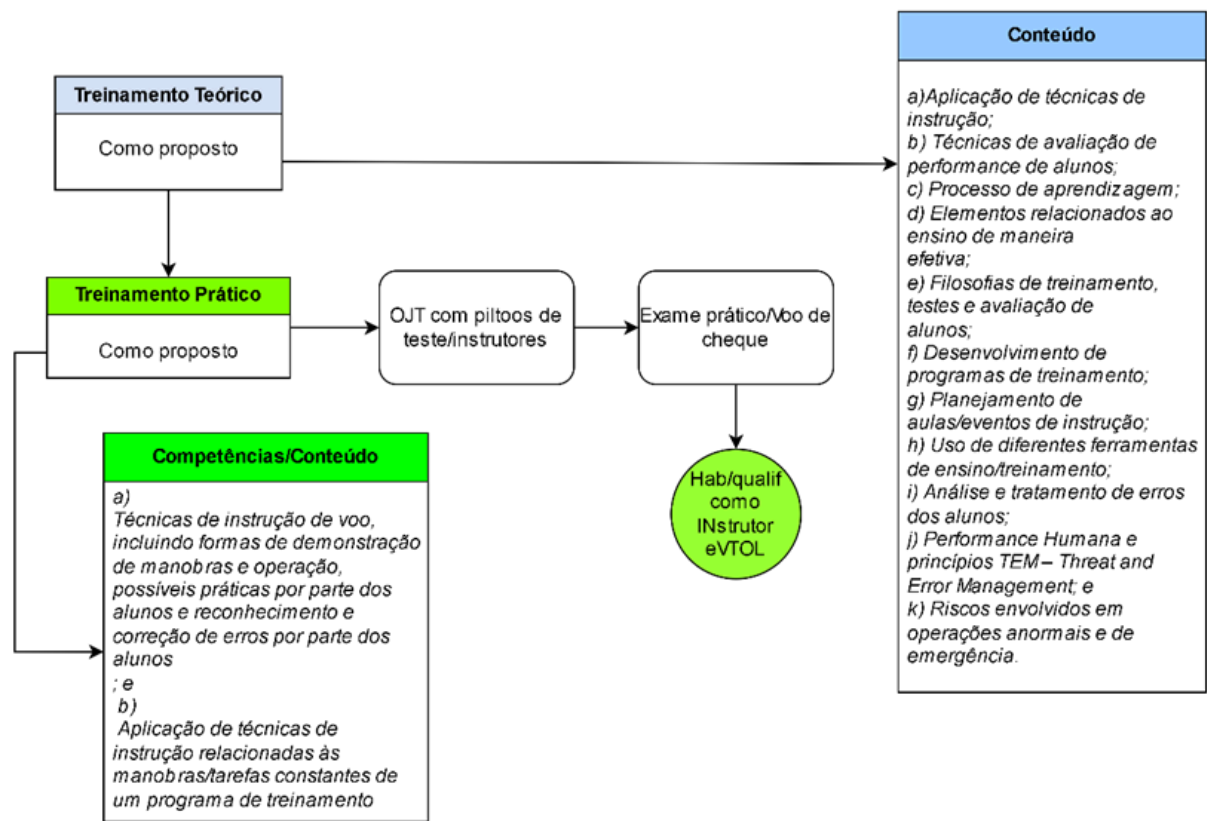 Treinamento Teórico
Como proposto
Treinamento Prático
Como proposto
OJT com piltoos de
teste/instrutores
Exame prático/Voo de
cheque
Hab/qualif
como
INstrutor
eVTOL
Competências/Conteúdo
a)
Técnicas de instrução de voo,
incluindo formas de demonstração
de manobras e operação,
possíveis práticas por parte dos
alunos e reconhecimento e
correção de erros por parte dos
alunos
; e
b)
Aplicação de técnicas de
instrução relacionadas às
manobras/tarefas constantes de
um programa de treinamento
Conteúdo
a)Aplicação de técnicas de
instrução;
b) Técnicas de avaliação de
performance de alunos;
c) Processo de aprendizagem;
d) Elementos relacionados ao
ensino de maneira
efetiva;
e) Filosofias de treinamento,
testes e avaliação de
alunos;
f) Desenvolvimento de
programas de treinamento;
g) Planejamento de
aulas/eventos de instrução;
h) Uso de diferentes ferramentas
de ensino/treinamento;
i) Análise e tratamento de erros
dos alunos;
j) Performance Humana e
princípios TEM – Threat and
Error Management; e
k) Riscos envolvidos em
operações anormais e de
emergência.